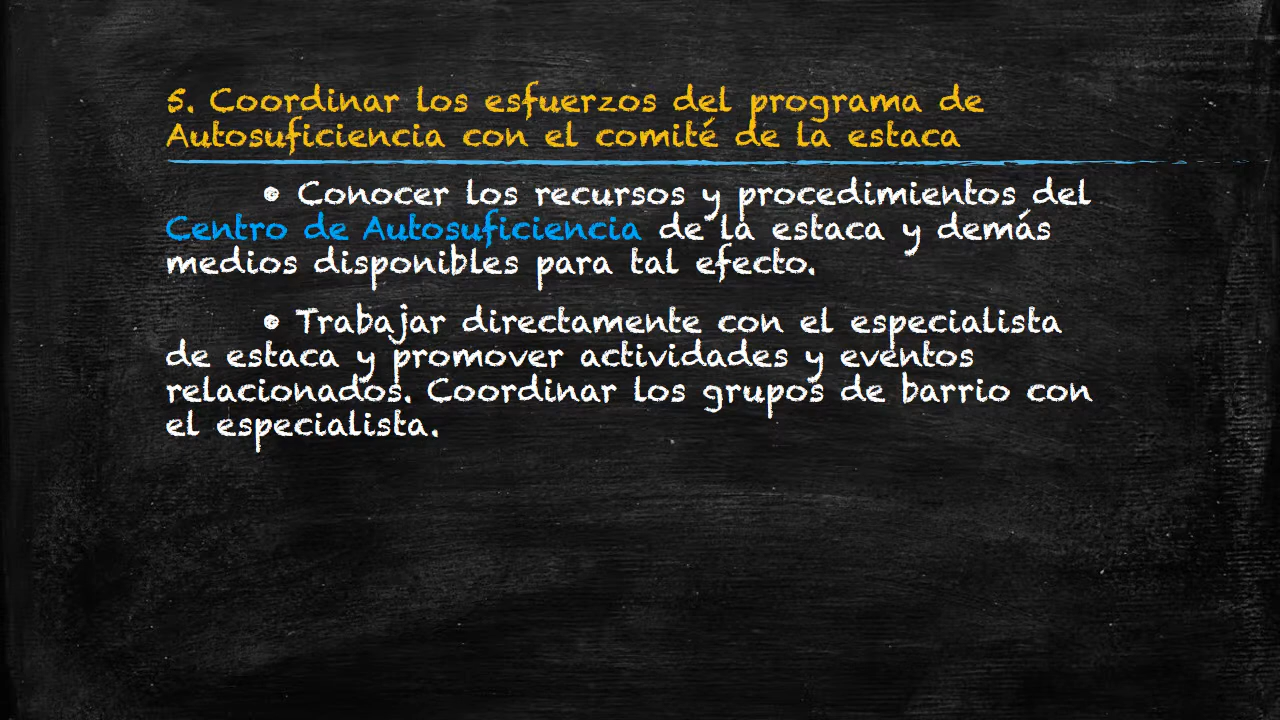 5. Coordinar los esfuerzos del programa de
Autosuficiencia con el comité de la estaca
• Conocer los recursos y procedimientos del
Centro de Autosuficiencia de la estaca y demás
medios disponibles para tal efecto.
• Trabajar directamente con el especialista
de estaca y promover actividades y eventos
relacionados. Coordinar los grupos de barrio con
el especialista.